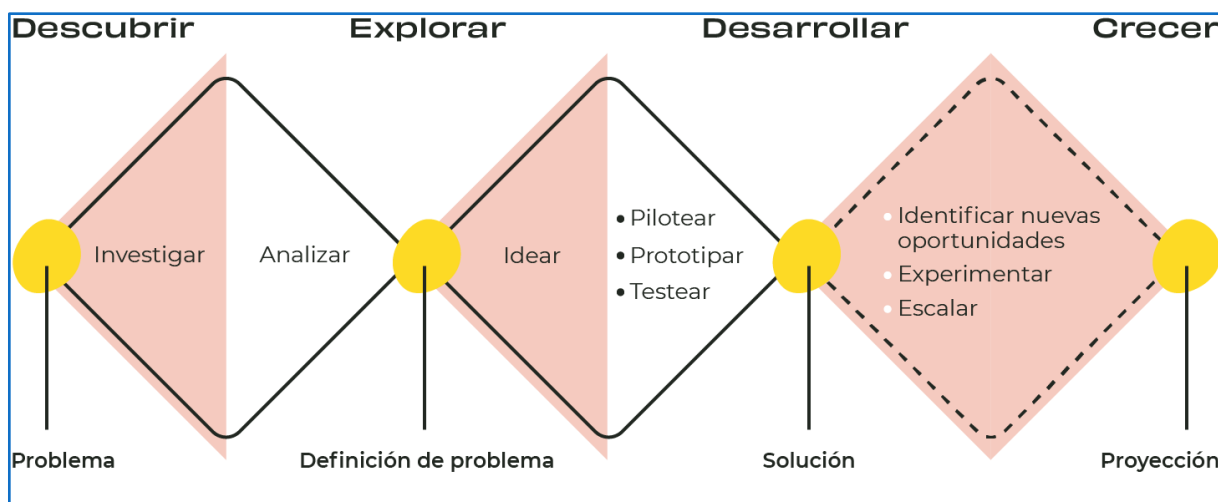 Descubrir
Explorar
Desarrollar
Crecer
Investigar
Analizar
Idear
• Pilotear
• Prototipar
• Testear
• Identificar nuevas
oportunidades
• Experimentar
• Escalar
Problema
Definición de problema
Solución
Proyección